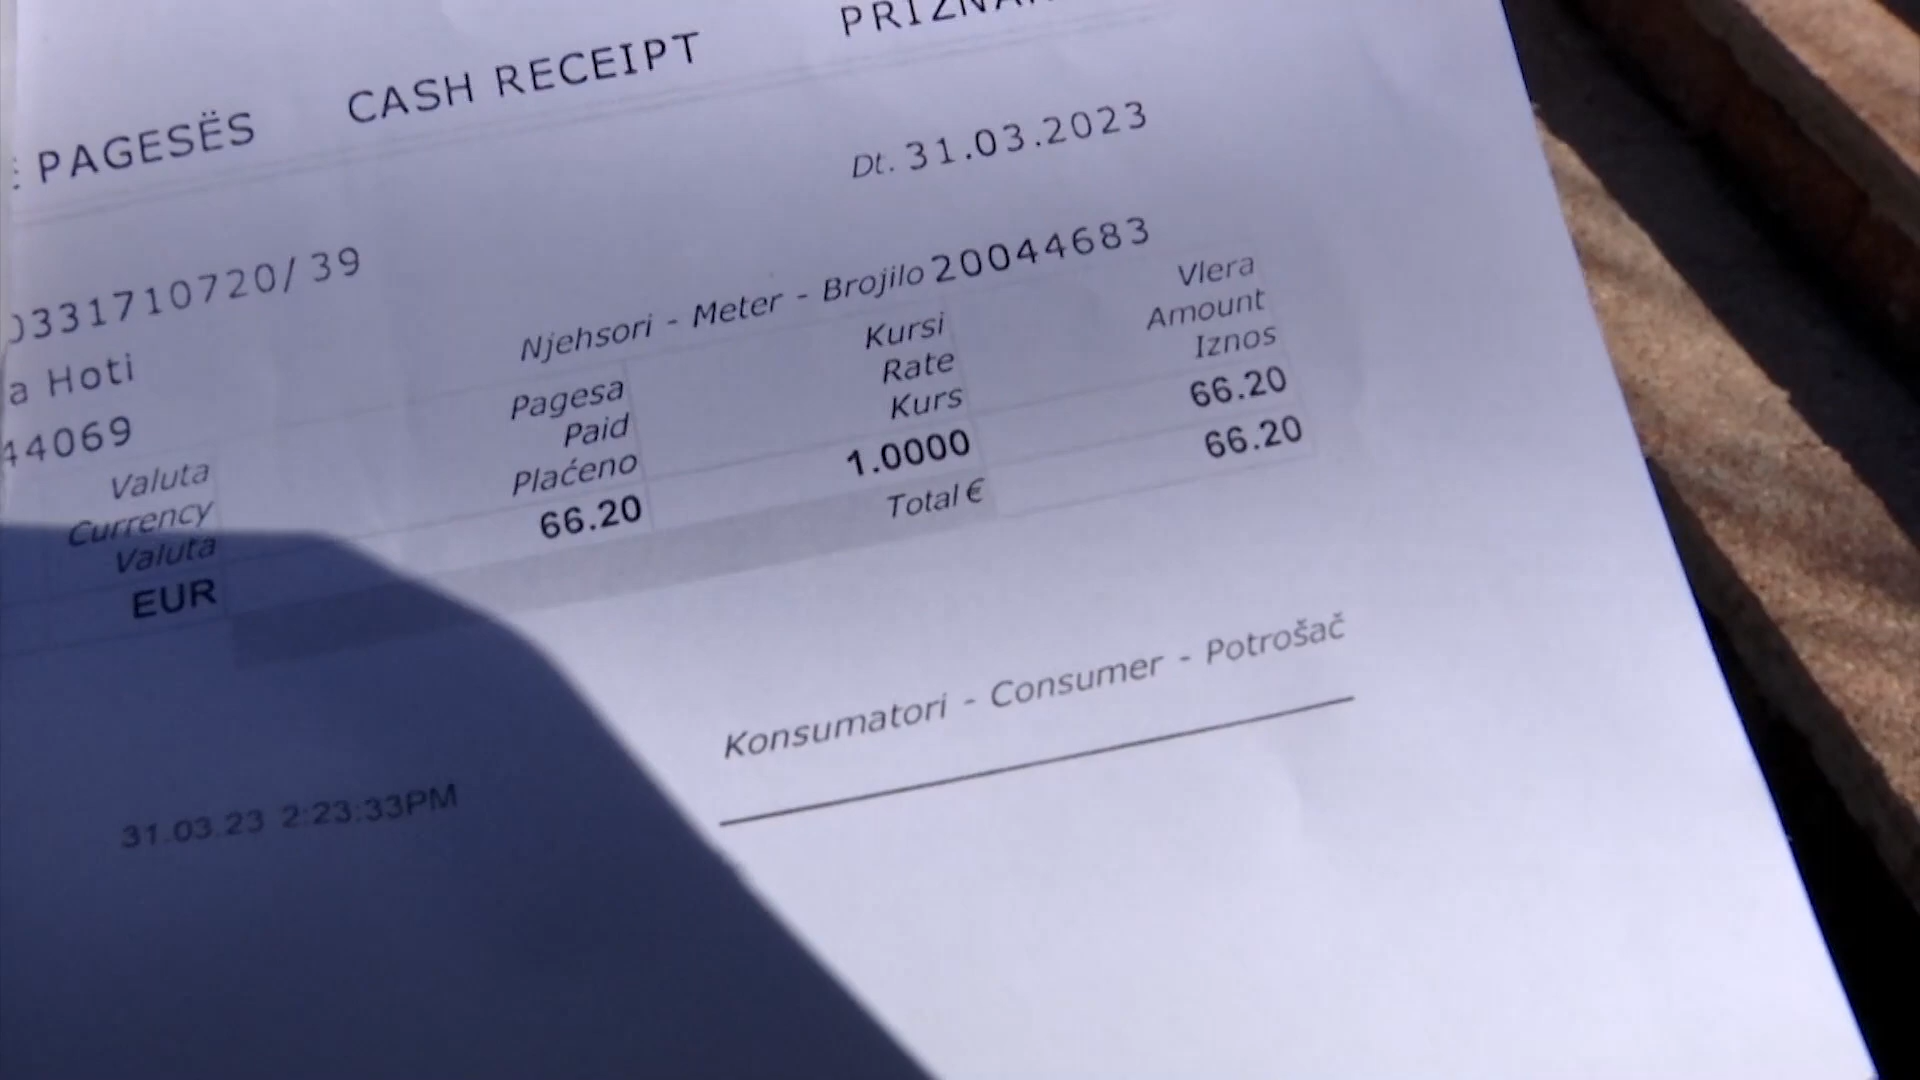 PAGESËS CASH RECEIPT
Dt. 31.03.2023
331710720/39
Njehsori - Meter - Brojilo 20044683
a Hoti
44069
Valuta Pagesa Kursi Vlera
Currency Paid Rate Amount
Valuta Plaćeno Kurs Iznos
EUR 66.20 1.0000 66.20
Total € 66.20
Konsumatori - Consumer - Potrošač
31.03.23 2:23:33PM